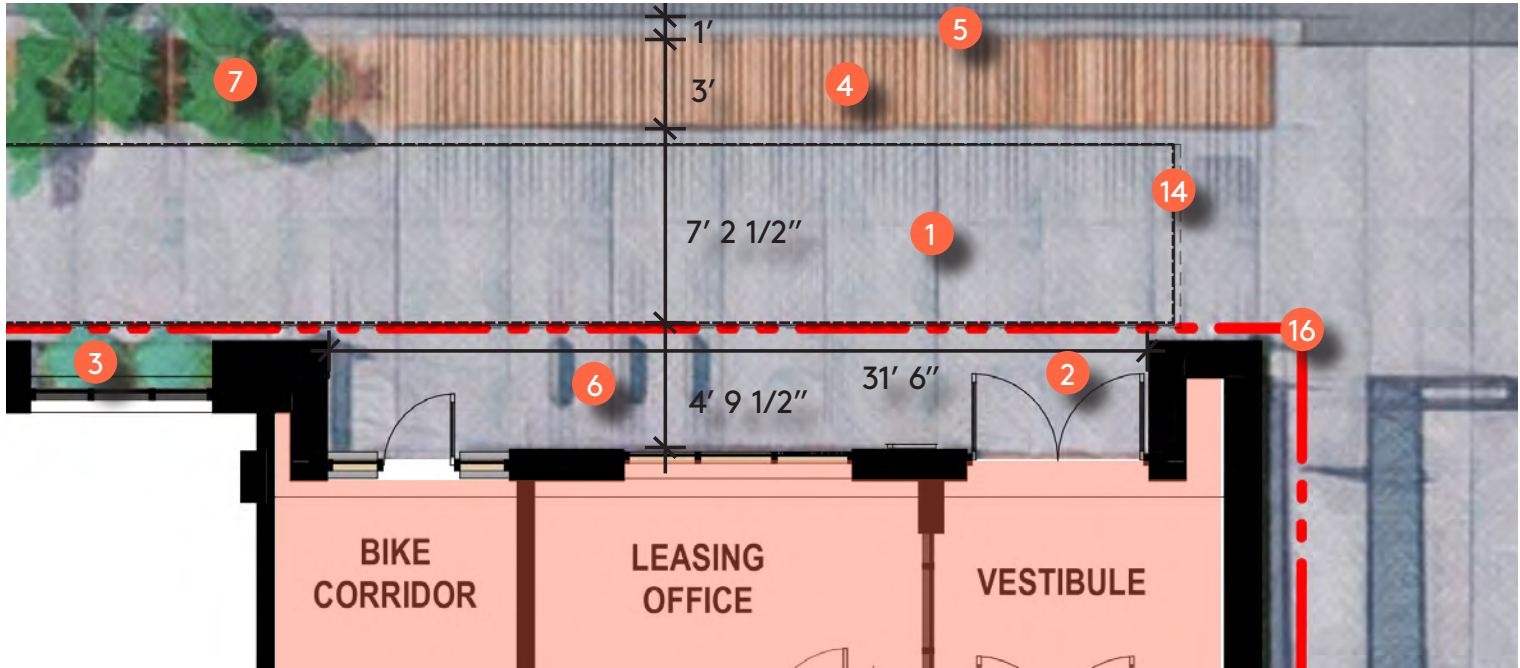 5
1’
7
4
3’
14
1
7’ 2 1/2”
16
3
2
31’ 6”
6
4’ 9 1/2”
BIKE
CORRIDOR
LEASING
OFFICE
VESTIBULE